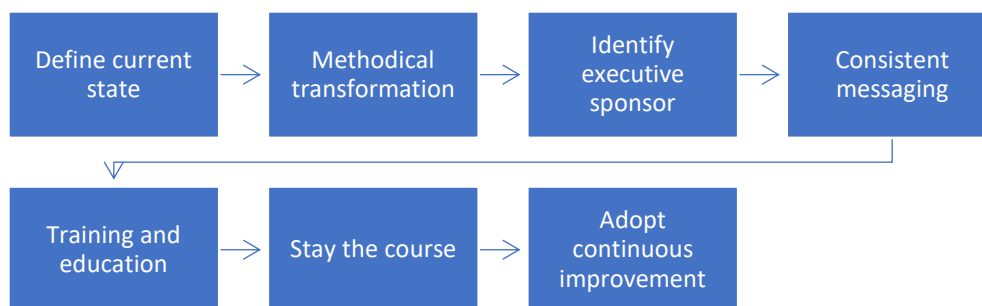 Define current
state
Methodical
transformation
Identify
executive
sponsor
Consistent
messaging
Training and
education
Stay the course
Adopt
continuous
improvement